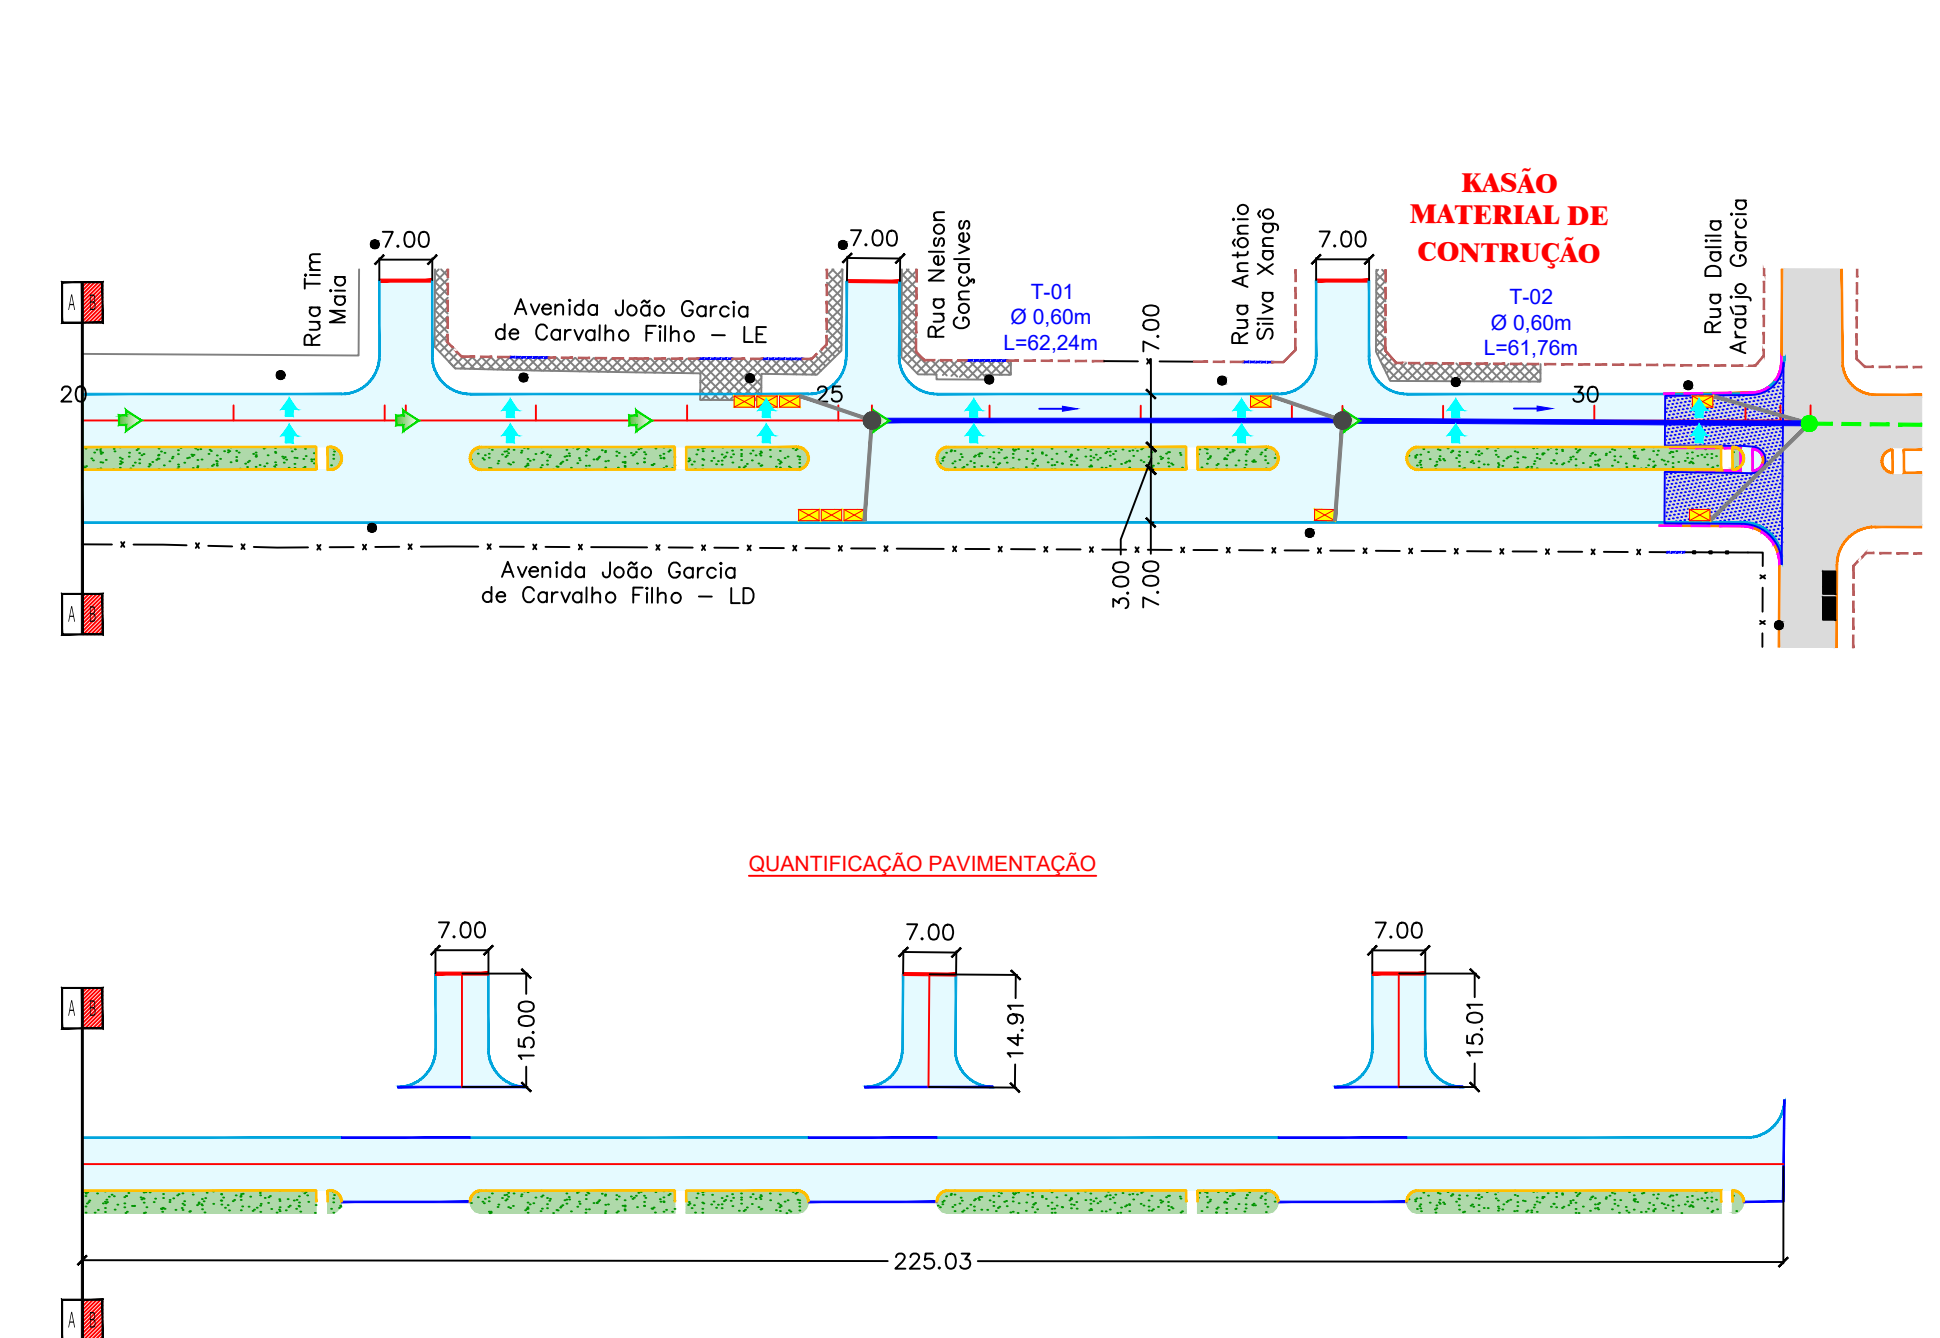 KASÃO
MATERIAL DE
CONTRUÇÃO
7.00
7.00
7.00
Rua Tim
Maia
Avenida João Garcia
de Carvalho Filho – LE
Rua Nelson
Gonçalves
T-01
Ø 0,60m
L=62,24m
7.00
Rua Antônio
Silva Xangô
T-02
Ø 0,60m
L=61,76m
Rua Dalila
Araújo Garcia
A B
20
25
30
Avenida João Garcia
de Carvalho Filho – LD
3.00
7.00
A B
QUANTIFICAÇÃO PAVIMENTAÇÃO
7.00
7.00
7.00
15.00
14.91
15.01
A B
225.03
A B